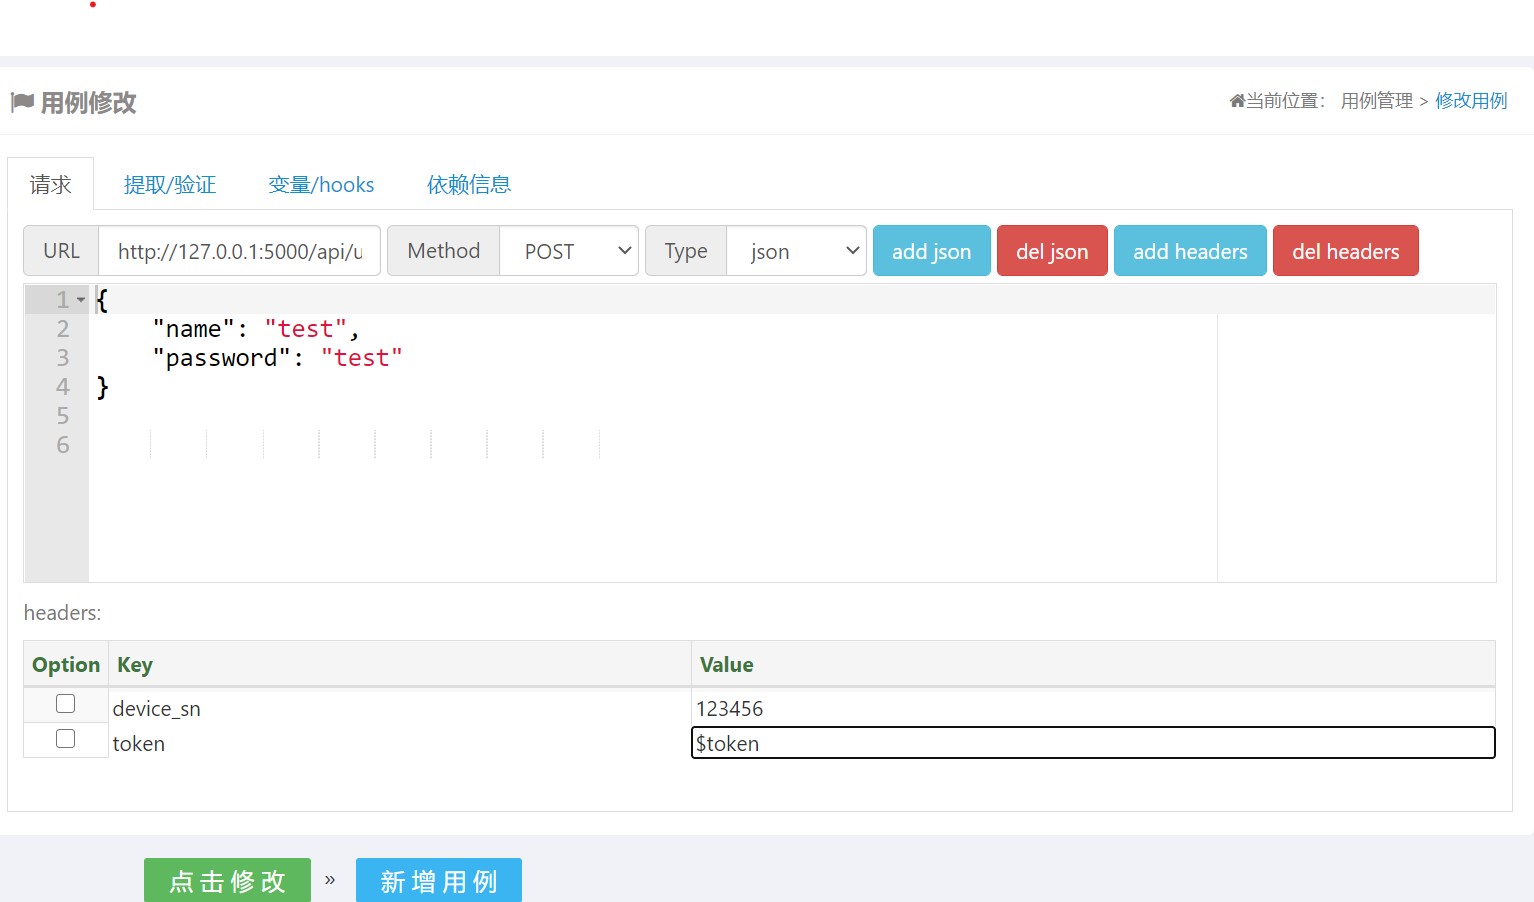 用例修改
当前位置： 用例管理 > 修改用例
请求 提取/验证 变量/hooks 依赖信息
URL http://127.0.0.1:5000/api/u Method POST Type json add json del json add headers del headers
1 {
2 "name": "test",
3 "password": "test"
4 }
5
6
headers:
Option Key Value
device_sn 123456
token $token
点击修改 » 新增用例